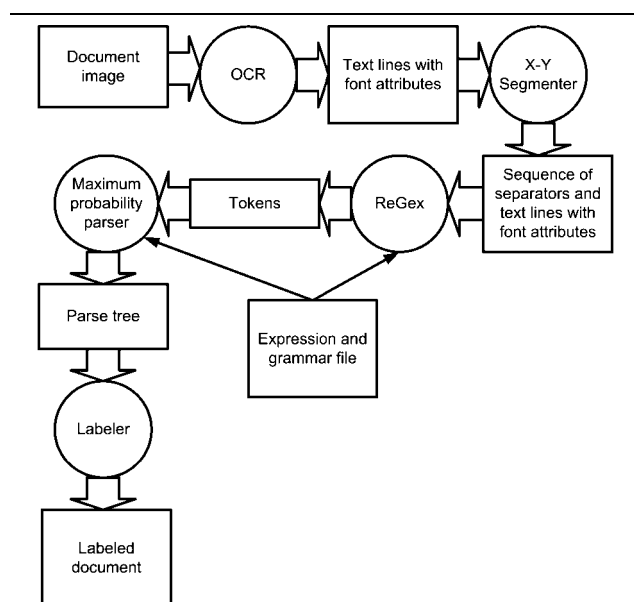 Document
image
OCR
Text lines with
font attributes
X-Y
Segmenter
Sequence of
separators and
text lines with
font attributes
ReGex
Tokens
Maximum
probability
parser
Expression and
grammar file
Parse tree
Labeler
Labeled
document